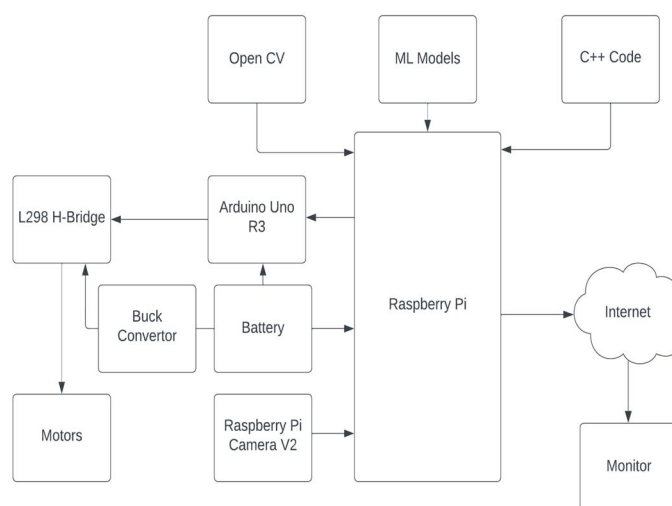 Open CV
ML Models
C++ Code
L298 H-Bridge
Arduino Uno
R3
Raspberry Pi
Internet
Buck
Convertor
Battery
Motors
Raspberry Pi
Camera V2
Monitor